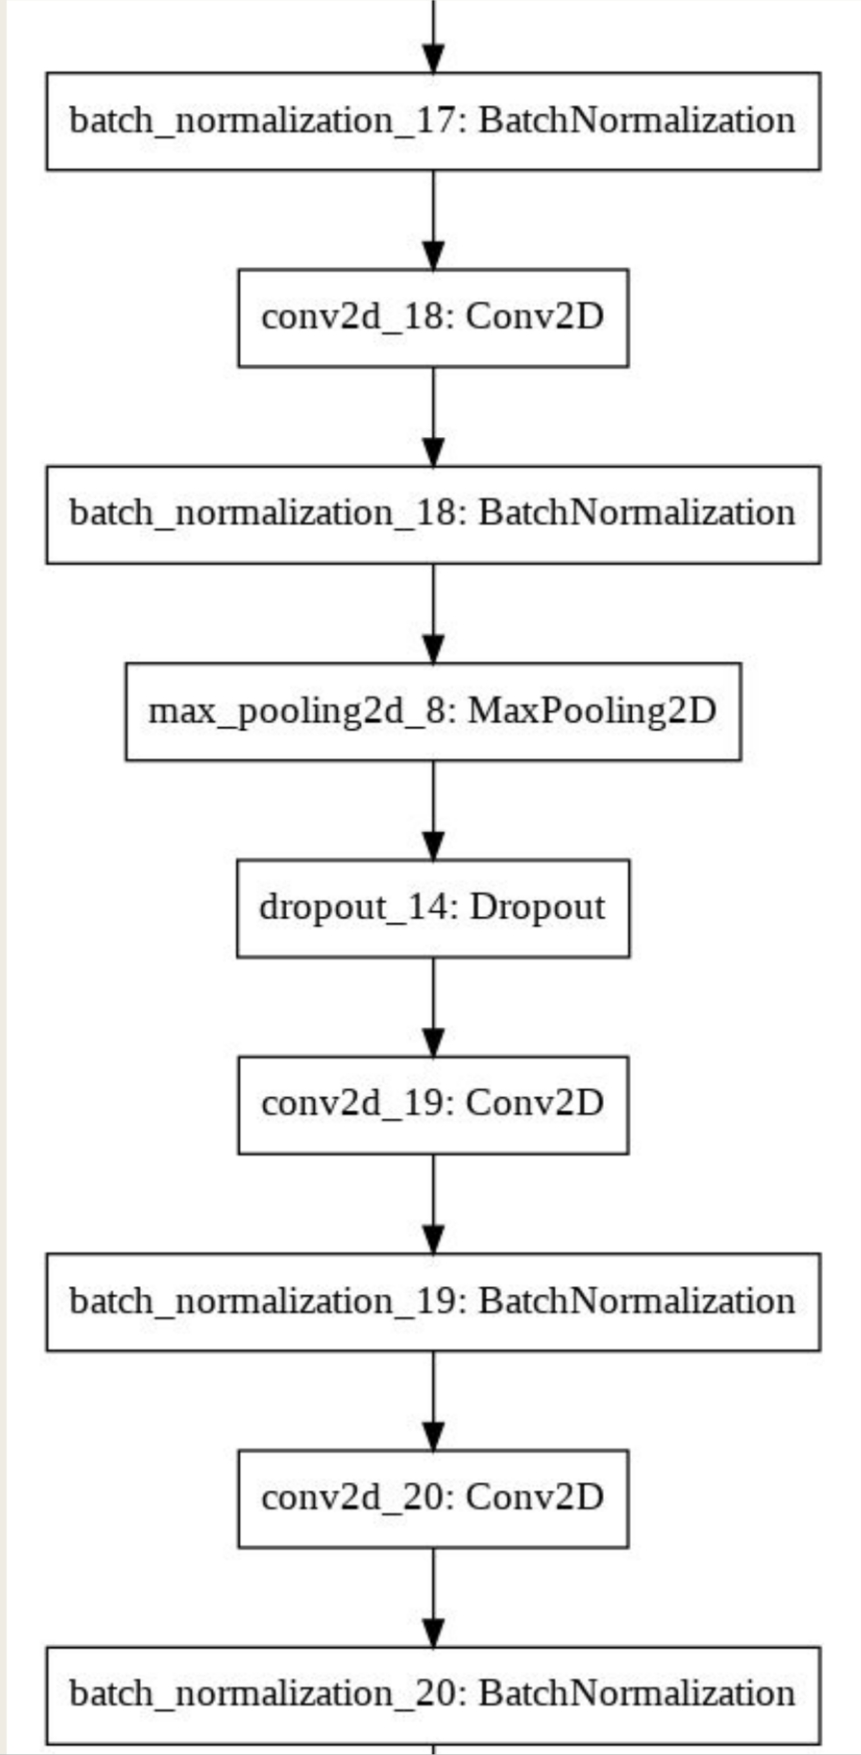 batch_normalization_17: BatchNormalization
conv2d_18: Conv2D
batch_normalization_18: BatchNormalization
max_pooling2d_8: MaxPooling2D
dropout_14: Dropout
conv2d_19: Conv2D
batch_normalization_19: BatchNormalization
conv2d_20: Conv2D
batch_normalization_20: BatchNormalization